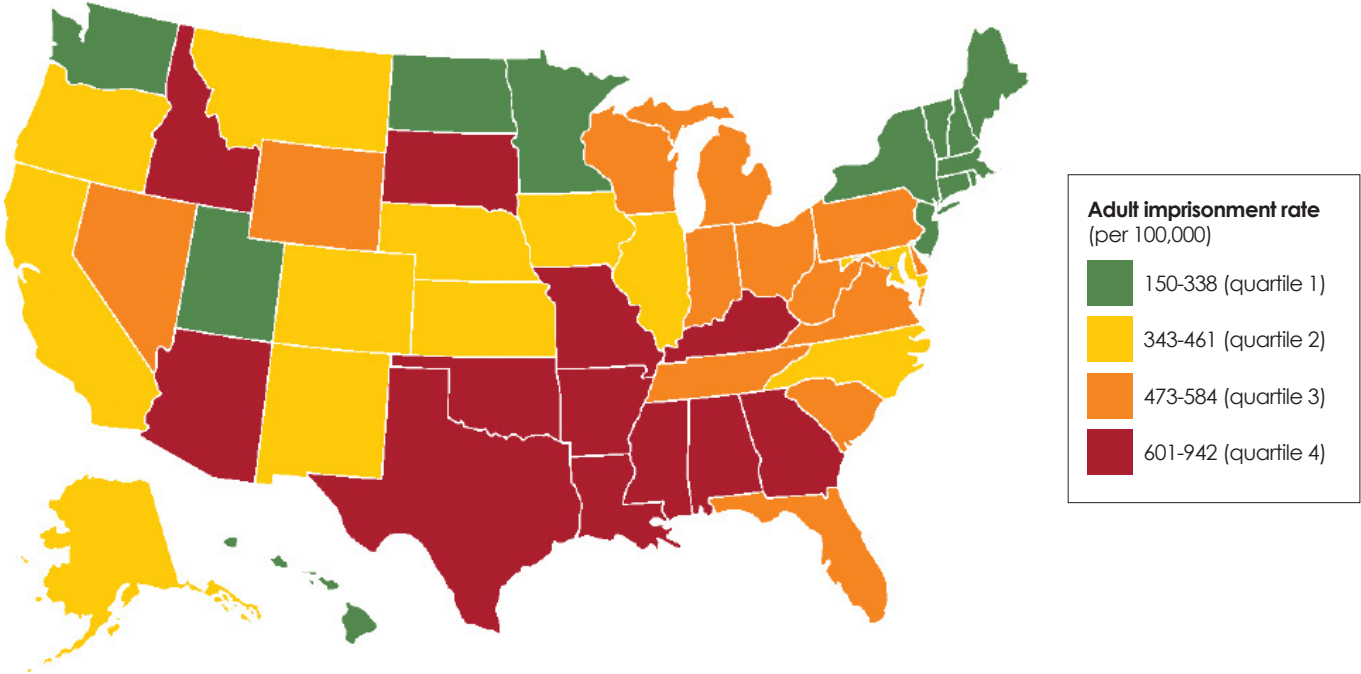 Adult imprisonment rate
(per 100,000)
150-338 (quartile 1)
343-461 (quartile 2)
473-584 (quartile 3)
601-942 (quartile 4)